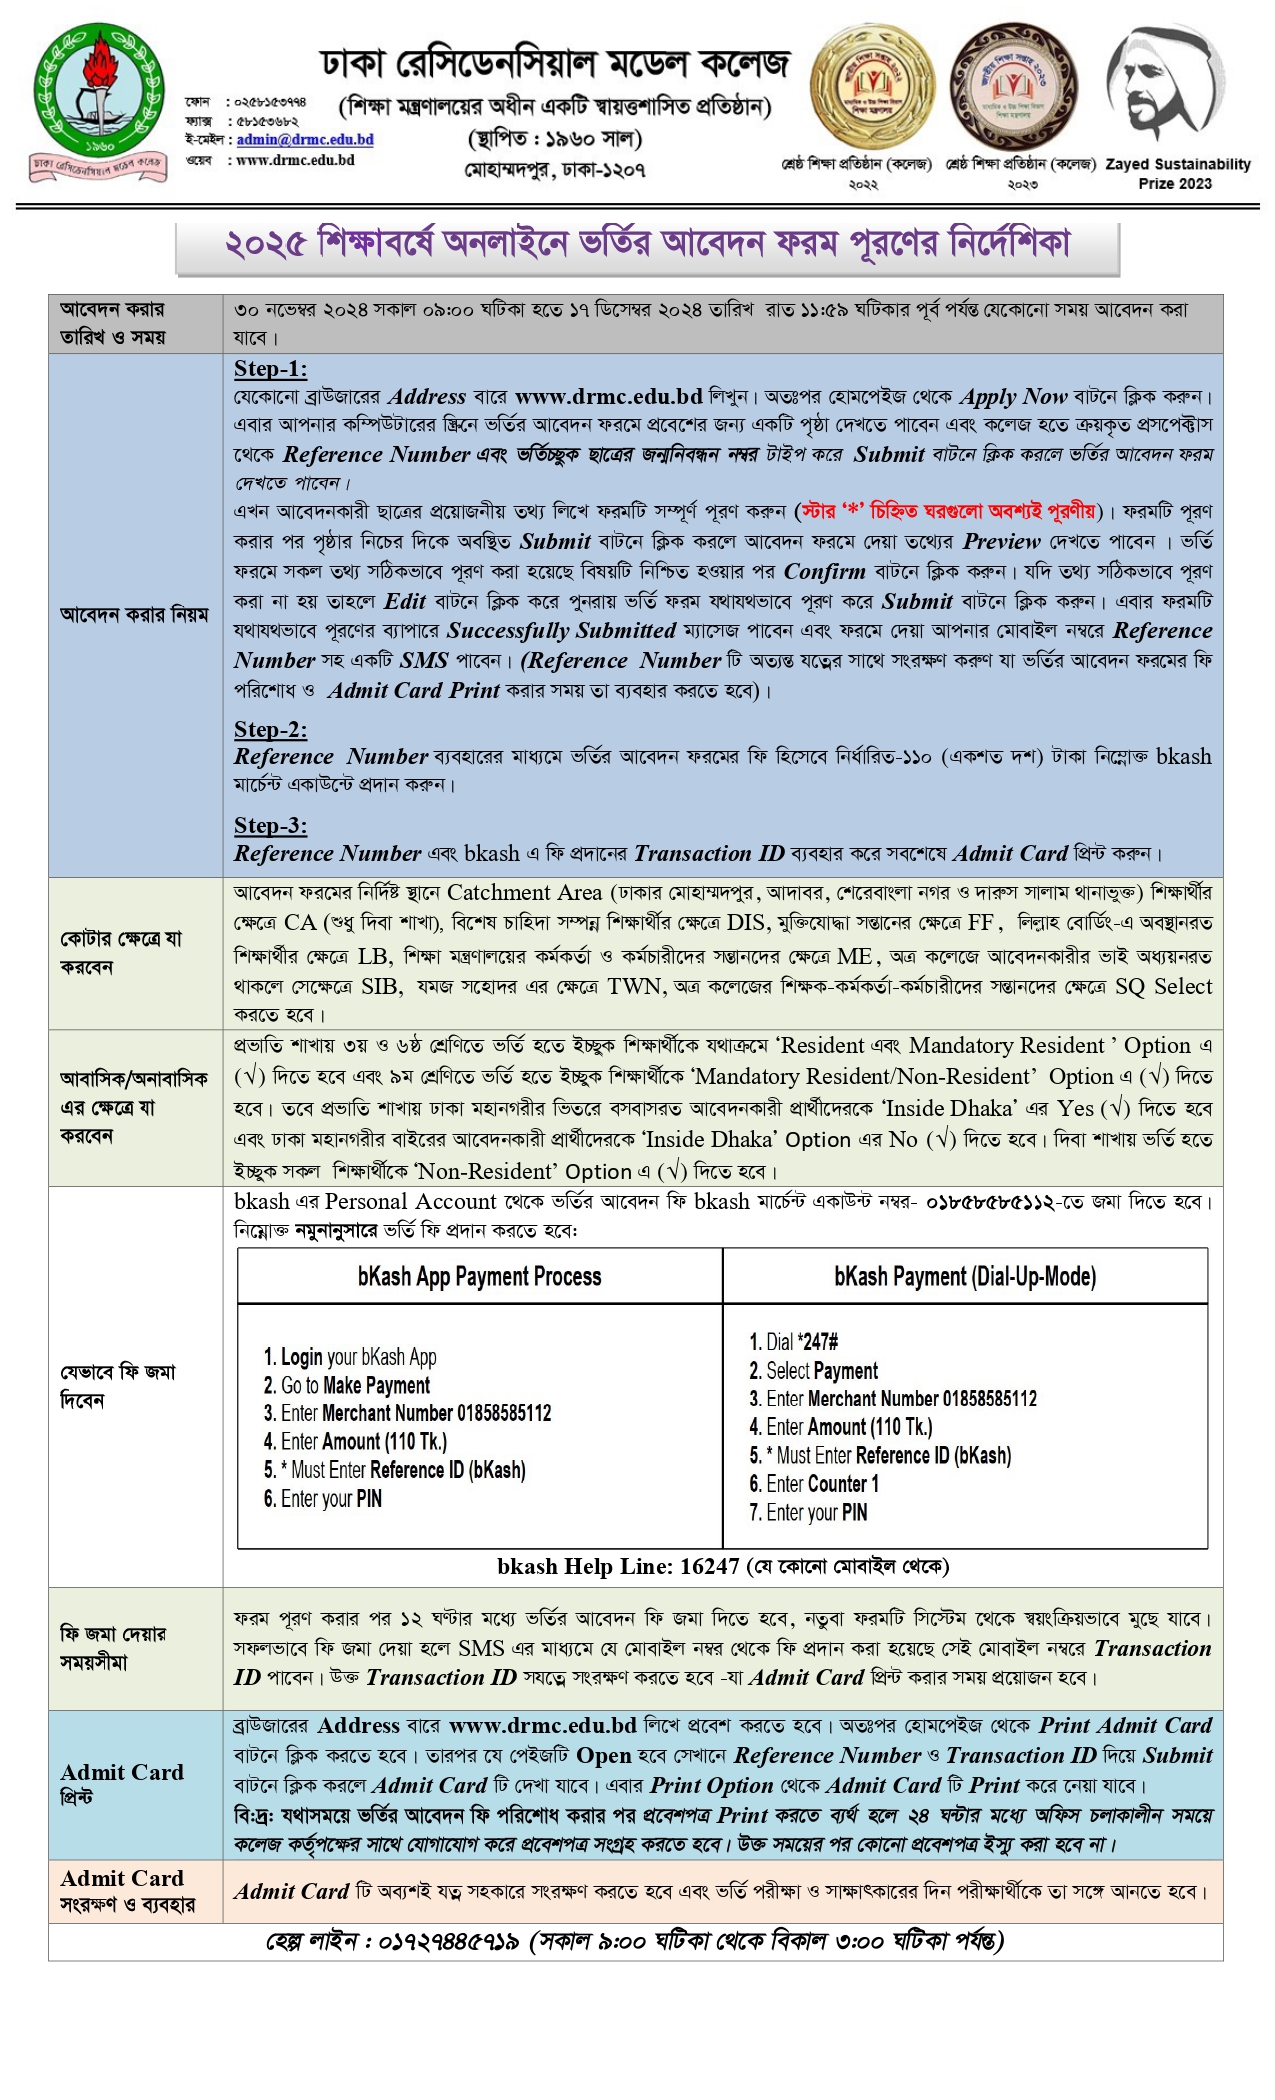 ১৯৬০
ঢাকা রেসিডেনসিয়াল মডেল কলেজ
ফোন : ০২৫৮১৫৩৭৭৪
ফ্যাক্স : ৫৮১৫৩৬৮২
ই-মেইল : admin@drmc.edu.bd
ওয়েব : www.drmc.edu.bd
ঢাকা রেসিডেনসিয়াল মডেল কলেজ
(শিক্ষা মন্ত্রণালয়ের অধীন একটি স্বায়ত্তশাসিত প্রতিষ্ঠান)
(স্থাপিত : ১৯৬০ সাল)
মোহাম্মদপুর, ঢাকা-১২০৭
শ্রেষ্ঠ শিক্ষা প্রতিষ্ঠান (কলেজ)
২০২২
শ্রেষ্ঠ শিক্ষা প্রতিষ্ঠান (কলেজ)
২০২৩
Zayed Sustainability
Prize 2023
২০২৫ শিক্ষাবর্ষে অনলাইনে ভর্তির আবেদন ফরম পূরণের নির্দেশিকা
আবেদন করার
তারিখ ও সময়
৩০ নভেম্বর ২০২৪ সকাল ০৯:০০ ঘটিকা হতে ১৭ ডিসেম্বর ২০২৪ তারিখ রাত ১১:৫৯ ঘটিকার পূর্ব পর্যন্ত যেকোনো সময় আবেদন করা
যাবে।
আবেদন করার নিয়ম
Step-1:
যেকোনো ব্রাউজারের Address বারে www.drmc.edu.bd লিখুন। অতঃপর হোমপেইজ থেকে Apply Now বাটনে ক্লিক করুন।
এবার আপনার কম্পিউটারের স্ক্রিনে ভর্তির আবেদন ফরমে প্রবেশের জন্য একটি পৃষ্ঠা দেখতে পাবেন এবং কলেজ হতে ক্রয়কৃত প্রসপেক্টাস
থেকে Reference Number এবং ভর্তিচ্ছুক ছাত্রের জন্মনিবন্ধন নম্বর টাইপ করে Submit বাটনে ক্লিক করলে ভর্তির আবেদন ফরম
দেখতে পাবেন।
এখন আবেদনকারী ছাত্রের প্রয়োজনীয় তথ্য লিখে ফরমটি সম্পূর্ণ পূরণ করুন (স্টার ‘*’ চিহ্নিত ঘরগুলো অবশ্যই পূরণীয়)। ফরমটি পূরণ
করার পর পৃষ্ঠার নিচের দিকে অবস্থিত Submit বাটনে ক্লিক করলে আবেদন ফরমে দেয়া তথ্যের Preview দেখতে পাবেন । ভর্তি
ফরমে সকল তথ্য সঠিকভাবে পূরণ করা হয়েছে বিষয়টি নিশ্চিত হওয়ার পর Confirm বাটনে ক্লিক করুন। যদি তথ্য সঠিকভাবে পূরণ
করা না হয় তাহলে Edit বাটনে ক্লিক করে পুনরায় ভর্তি ফরম যথাযথভাবে পূরণ করে Submit বাটনে ক্লিক করুন। এবার ফরমটি
যথাযথভাবে পূরণের ব্যাপারে Successfully Submitted ম্যাসেজ পাবেন এবং ফরমে দেয়া আপনার মোবাইল নম্বরে Reference
Number সহ একটি SMS পাবেন। (Reference Number টি অত্যন্ত যত্নের সাথে সংরক্ষণ করুণ যা ভর্তির আবেদন ফরমের ফি
পরিশোধ ও Admit Card Print করার সময় তা ব্যবহার করতে হবে)।
Step-2:
Reference Number ব্যবহারের মাধ্যমে ভর্তির আবেদন ফরমের ফি হিসেবে নির্ধারিত-১১০ (একশত দশ) টাকা নিম্নোক্ত bkash
মার্চেন্ট একাউন্টে প্রদান করুন।
Step-3:
Reference Number এবং bkash এ ফি প্রদানের Transaction ID ব্যবহার করে সবশেষে Admit Card প্রিন্ট করুন।
কোটার ক্ষেত্রে যা
করবেন
আবেদন ফরমের নির্দিষ্ট স্থানে Catchment Area (ঢাকার মোহাম্মদপুর, আদাবর, শেরেবাংলা নগর ও দারুস সালাম থানাভুক্ত) শিক্ষার্থীর
ক্ষেত্রে CA (শুধু দিবা শাখা), বিশেষ চাহিদা সম্পন্ন শিক্ষার্থীর ক্ষেত্রে DIS, মুক্তিযোদ্ধা সন্তানের ক্ষেত্রে FF, লিল্লাহ বোর্ডিং-এ অবস্থানরত
শিক্ষার্থীর ক্ষেত্রে LB, শিক্ষা মন্ত্রণালয়ের কর্মকর্তা ও কর্মচারীদের সন্তানদের ক্ষেত্রে ME, অত্র কলেজে আবেদনকারীর ভাই অধ্যয়নরত
থাকলে সেক্ষেত্রে SIB, যমজ সহোদর এর ক্ষেত্রে TWN, অত্র কলেজের শিক্ষক-কর্মকর্তা-কর্মচারীদের সন্তানদের ক্ষেত্রে SQ Select
করতে হবে।
আবাসিক/অনাবাসিক
এর ক্ষেত্রে যা
করবেন
প্রভাতি শাখায় ৩য় ও ৬ষ্ঠ শ্রেণিতে ভর্তি হতে ইচ্ছুক শিক্ষার্থীকে যথাক্রমে ‘Resident এবং Mandatory Resident ’ Option এ
(√) দিতে হবে এবং ৯ম শ্রেণিতে ভর্তি হতে ইচ্ছুক শিক্ষার্থীকে ‘Mandatory Resident/Non-Resident’ Option এ (√) দিতে
হবে। তবে প্রভাতি শাখায় ঢাকা মহানগরীর ভিতরে বসবাসরত আবেদনকারী প্রার্থীদেরকে ‘Inside Dhaka’ এর Yes (√) দিতে হবে
এবং ঢাকা মহানগরীর বাইরের আবেদনকারী প্রার্থীদেরকে ‘Inside Dhaka’ Option এর No (√) দিতে হবে। দিবা শাখায় ভর্তি হতে
ইচ্ছুক সকল শিক্ষার্থীকে ‘Non-Resident’ Option এ (√) দিতে হবে।
যেভাবে ফি জমা
দিবেন
bkash এর Personal Account থেকে ভর্তির আবেদন ফি bkash মার্চেন্ট একাউন্ট নম্বর- ০১৮৫৮৫৮৫১১২-তে জমা দিতে হবে।
নিম্নোক্ত নমুনানুসারে ভর্তি ফি প্রদান করতে হবে:
bKash App Payment Process
1. Login your bKash App
2. Go to Make Payment
3. Enter Merchant Number 01858585112
4. Enter Amount (110 Tk.)
5. * Must Enter Reference ID (bKash)
6. Enter your PIN
bKash Payment (Dial-Up-Mode)
1. Dial *247#
2. Select Payment
3. Enter Merchant Number 01858585112
4. Enter Amount (110 Tk.)
5. * Must Enter Reference ID (bKash)
6. Enter Counter 1
7. Enter your PIN
bkash Help Line: 16247 (যে কোনো মোবাইল থেকে)
ফি জমা দেয়ার
সময়সীমা
ফরম পূরণ করার পর ১২ ঘণ্টার মধ্যে ভর্তির আবেদন ফি জমা দিতে হবে, নতুবা ফরমটি সিস্টেম থেকে স্বয়ংক্রিয়ভাবে মুছে যাবে।
সফলভাবে ফি জমা দেয়া হলে SMS এর মাধ্যমে যে মোবাইল নম্বর থেকে ফি প্রদান করা হয়েছে সেই মোবাইল নম্বরে Transaction
ID পাবেন। উক্ত Transaction ID সযত্নে সংরক্ষণ করতে হবে -যা Admit Card প্রিন্ট করার সময় প্রয়োজন হবে।
Admit Card
প্রিন্ট
ব্রাউজারের Address বারে www.drmc.edu.bd লিখে প্রবেশ করতে হবে। অতঃপর হোমপেইজ থেকে Print Admit Card
বাটনে ক্লিক করতে হবে। তারপর যে পেইজটি Open হবে সেখানে Reference Number ও Transaction ID দিয়ে Submit
বাটনে ক্লিক করলে Admit Card টি দেখা যাবে। এবার Print Option থেকে Admit Card টি Print করে নেয়া যাবে।
বি:দ্র: যথাসময়ে ভর্তির আবেদন ফি পরিশোধ করার পর প্রবেশপত্র Print করতে ব্যর্থ হলে ২৪ ঘন্টার মধ্যে অফিস চলাকালীন সময়ে
কলেজ কর্তৃপক্ষের সাথে যোগাযোগ করে প্রবেশপত্র সংগ্রহ করতে হবে। উক্ত সময়ের পর কোনো প্রবেশপত্র ইস্যু করা হবে না।
Admit Card
সংরক্ষণ ও ব্যবহার
Admit Card টি অব্যশই যত্ন সহকারে সংরক্ষণ করতে হবে এবং ভর্তি পরীক্ষা ও সাক্ষাৎকারের দিন পরীক্ষার্থীকে তা সঙ্গে আনতে হবে।
হেল্প লাইন : ০১৭২৭৪৪৫৭১৯ (সকাল ৯:০০ ঘটিকা থেকে বিকাল ৩:০০ ঘটিকা পর্যন্ত)